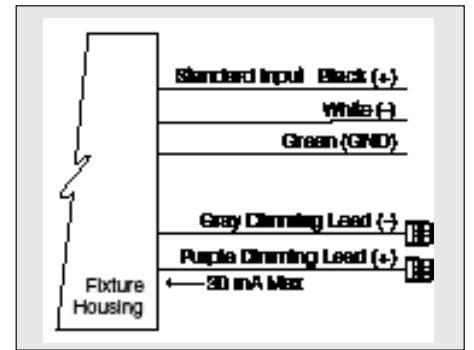 Standard Input Black (+)
White (-)
Green (GND)
Gray Dimming Lead (-)
Purple Dimming Lead (+)
30 mA Max
Fixture
Housing